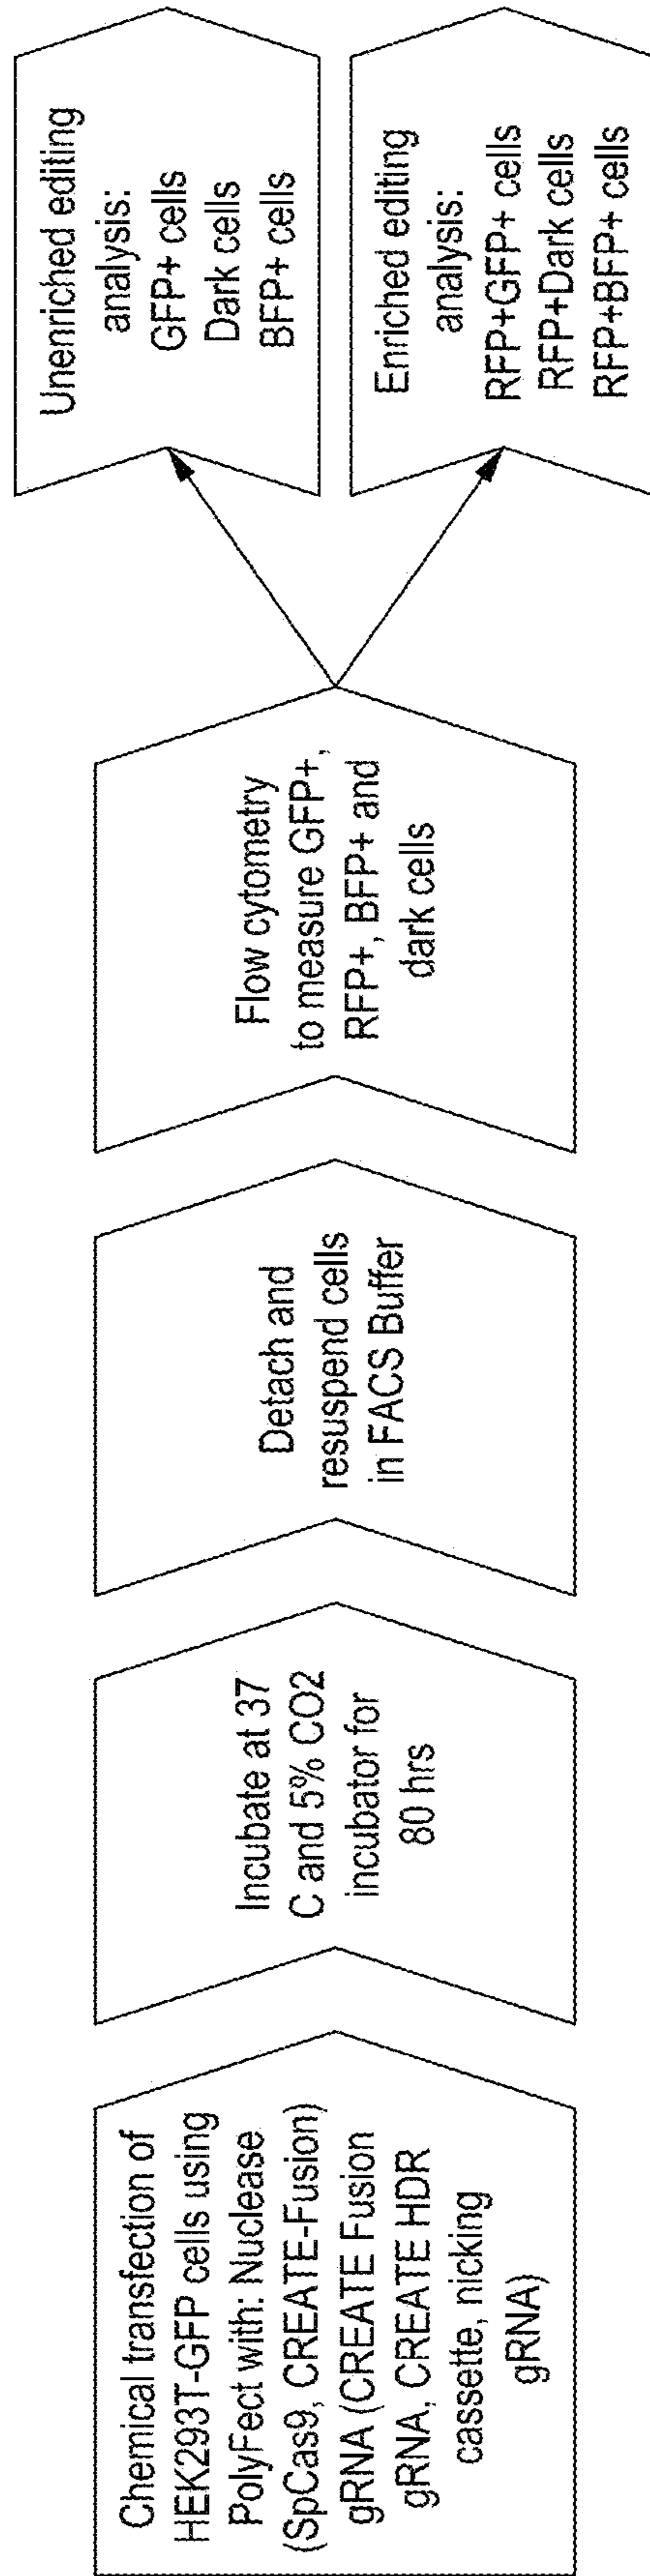 Chemical transfection of
HEK293T-GFP cells using
PolyFect with: Nuclease
(SpCas9, CREATE-Fusion)
gRNA (CREATE Fusion
gRNA, CREATE HDR
cassette, nicking
gRNA)
Incubate at 37
C and 5% CO2
incubator for
80 hrs
Detach and
resuspend cells
in FACS Buffer
Flow cytometry
to measure GFP+,
RFP+, BFP+ and
dark cells
Unenriched editing
analysis:
GFP+ cells
Dark cells
BFP+ cells
Enriched editing
analysis:
RFP+GFP+ cells
RFP+Dark cells
RFP+BFP+ cells